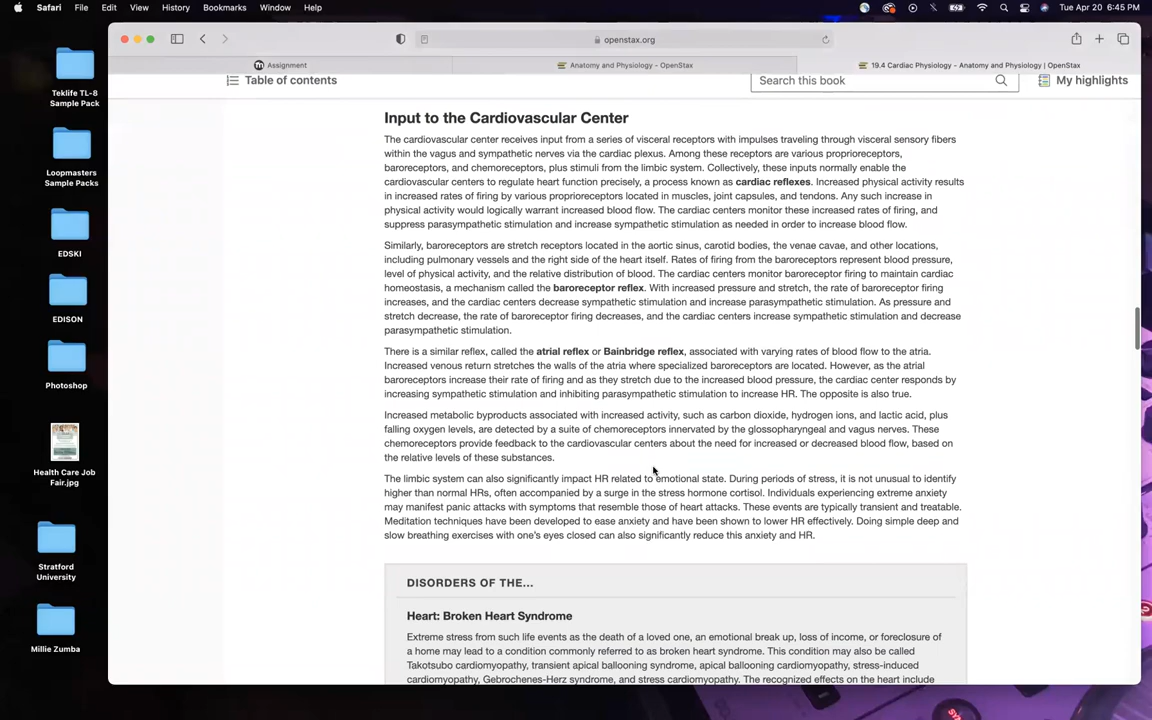 Safari File Edit View History Bookmarks Window Help Tue Apr 20 6:45 PM
openstax.org
Assignment Anatomy and Physiology - OpenStax 19.4 Cardiac Physiology - Anatomy and Physiology | OpenStax
Table of contents Search this book My highlights
Teklife TL-8
Sample Pack
Loopmasters
Sample Packs
EDSKI
EDISON
Photoshop
Health Care Job
Fair.jpg
Stratford
University
Millie Zumba
Input to the Cardiovascular Center
The cardiovascular center receives input from a series of visceral receptors with impulses traveling through visceral sensory fibers
within the vagus and sympathetic nerves via the cardiac plexus. Among these receptors are various proprioreceptors,
baroreceptors, and chemoreceptors, plus stimuli from the limbic system. Collectively, these inputs normally enable the
cardiovascular centers to regulate heart function precisely, a process known as cardiac reflexes. Increased physical activity results
in increased rates of firing by various proprioreceptors located in muscles, joint capsules, and tendons. Any such increase in
physical activity would logically warrant increased blood flow. The cardiac centers monitor these increased rates of firing, and
suppress parasympathetic stimulation and increase sympathetic stimulation as needed in order to increase blood flow.
Similarly, baroreceptors are stretch receptors located in the aortic sinus, carotid bodies, the venae cavae, and other locations,
including pulmonary vessels and the right side of the heart itself. Rates of firing from the baroreceptors represent blood pressure,
level of physical activity, and the relative distribution of blood. The cardiac centers monitor baroreceptor firing to maintain cardiac
homeostasis, a mechanism called the baroreceptor reflex. With increased pressure and stretch, the rate of baroreceptor firing
increases, and the cardiac centers decrease sympathetic stimulation and increase parasympathetic stimulation. As pressure and
stretch decrease, the rate of baroreceptor firing decreases, and the cardiac centers increase sympathetic stimulation and decrease
parasympathetic stimulation.
There is a similar reflex, called the atrial reflex or Bainbridge reflex, associated with varying rates of blood flow to the atria.
Increased venous return stretches the walls of the atria where specialized baroreceptors are located. However, as the atrial
baroreceptors increase their rate of firing and as they stretch due to the increased blood pressure, the cardiac center responds by
increasing sympathetic stimulation and inhibiting parasympathetic stimulation to increase HR. The opposite is also true.
Increased metabolic byproducts associated with increased activity, such as carbon dioxide, hydrogen ions, and lactic acid, plus
falling oxygen levels, are detected by a suite of chemoreceptors innervated by the glossopharyngeal and vagus nerves. These
chemoreceptors provide feedback to the cardiovascular centers about the need for increased or decreased blood flow, based on
the relative levels of these substances.
The limbic system can also significantly impact HR related to emotional state. During periods of stress, it is not unusual to identify
higher than normal HRs, often accompanied by a surge in the stress hormone cortisol. Individuals experiencing extreme anxiety
may manifest panic attacks with symptoms that resemble those of heart attacks. These events are typically transient and treatable.
Meditation techniques have been developed to ease anxiety and have been shown to lower HR effectively. Doing simple deep and
slow breathing exercises with one's eyes closed can also significantly reduce this anxiety and HR.
DISORDERS OF THE...
Heart: Broken Heart Syndrome
Extreme stress from such life events as the death of a loved one, an emotional break up, loss of income, or foreclosure of
a home may lead to a condition commonly referred to as broken heart syndrome. This condition may also be called
Takotsubo cardiomyopathy, transient apical ballooning syndrome, apical ballooning cardiomyopathy, stress-induced
cardiomyopathy, Gebrochenes-Herz syndrome, and stress cardiomyopathy. The recognized effects on the heart include